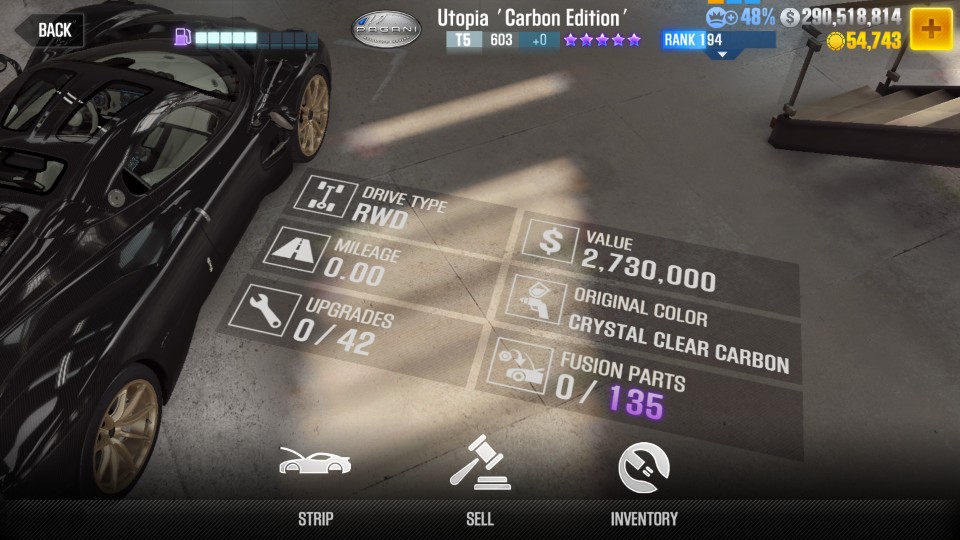 BACK
PAGANI
Utopia 'Carbon Edition'
T5 603 +0
RANK 194
48%
290,518,814
54,743
DRIVE TYPE
RWD
MILEAGE
0.00
UPGRADES
0/42
VALUE
2,730,000
ORIGINAL COLOR
CRYSTAL CLEAR CARBON
FUSION PARTS
0/135
STRIP
SELL
INVENTORY